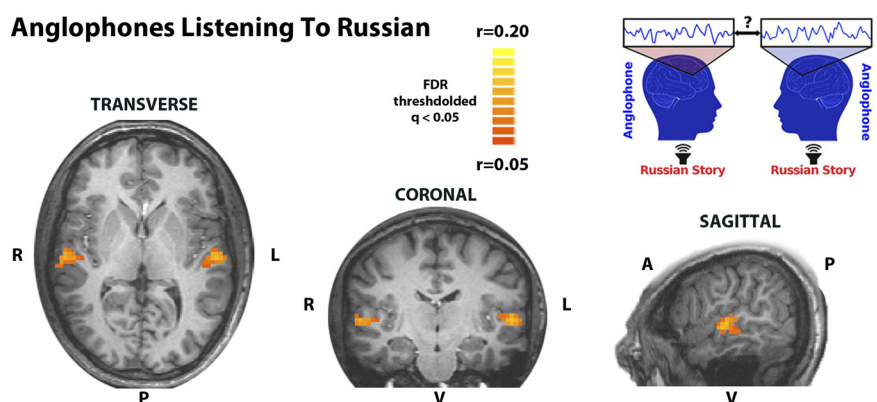 Anglophones Listening To Russian
r=0.20
?
FDR
threshdolded
q < 0.05
r=0.05
Anglophone
Anglophone
Russian Story
Russian Story
TRANSVERSE
R
L
P
CORONAL
R
L
V
SAGITTAL
A
P
V